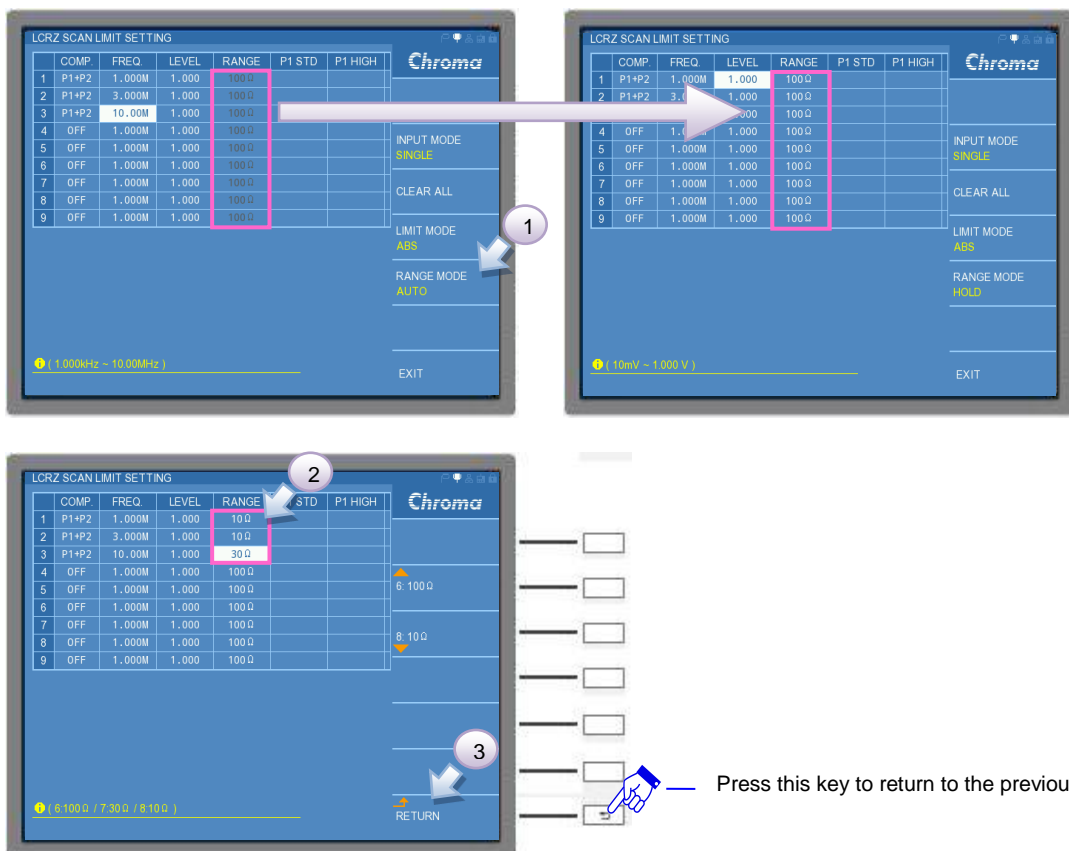 LCRZ SCAN LIMIT SETTING
Chroma
COMP. FREQ. LEVEL RANGE P1 STD P1 HIGH
1 P1+P2 1.000M 1.000 100Ω
2 P1+P2 3.000M 1.000 100Ω
3 P1+P2 10.00M 1.000 100Ω
4 OFF 1.000M 1.000 100Ω
5 OFF 1.000M 1.000 100Ω
6 OFF 1.000M 1.000 100Ω
7 OFF 1.000M 1.000 100Ω
8 OFF 1.000M 1.000 100Ω
9 OFF 1.000M 1.000 100Ω
INPUT MODE
SINGLE
CLEAR ALL
LIMIT MODE
ABS
RANGE MODE
AUTO
1
( 1.000kHz ~ 10.00MHz )
EXIT
LCRZ SCAN LIMIT SETTING
Chroma
COMP. FREQ. LEVEL RANGE P1 STD P1 HIGH
1 P1+P2 1.000M 1.000 100Ω
2 P1+P2 1.000 100Ω
100Ω
4 OFF 1.000 100Ω
5 OFF 1.000M 1.000 100Ω
6 OFF 1.000M 1.000 100Ω
7 OFF 1.000M 1.000 100Ω
8 OFF 1.000M 1.000 100Ω
9 OFF 1.000M 1.000 100Ω
INPUT MODE
SINGLE
CLEAR ALL
LIMIT MODE
ABS
RANGE MODE
HOLD
( 10mV ~ 1.000 V )
EXIT
LCRZ SCAN LIMIT SETTING
2
Chroma
COMP. FREQ. LEVEL RANGE STD P1 HIGH
1 P1+P2 1.000M 1.000 10Ω
2 P1+P2 3.000M 1.000 10Ω
3 P1+P2 10.00M 1.000 30Ω
4 OFF 1.000M 1.000 100Ω
5 OFF 1.000M 1.000 100Ω
6 OFF 1.000M 1.000 100Ω
7 OFF 1.000M 1.000 100Ω
8 OFF 1.000M 1.000 100Ω
9 OFF 1.000M 1.000 100Ω
6: 100Ω
8: 10Ω
3
( 6:100Ω / 7:30Ω / 8:10Ω )
RETURN
Press this key to return to the previou